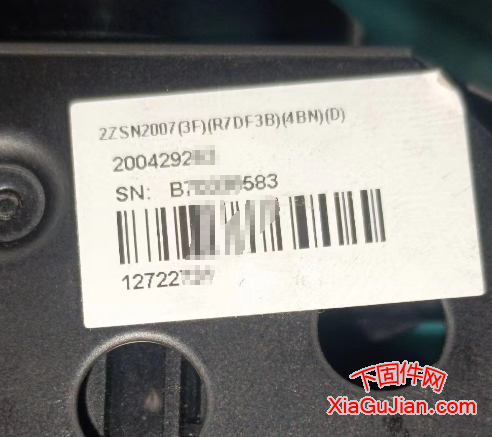 2ZSN2007(3F)(R7DF3B)(4BN)(D)
2004292
SN: B 583
12722
下固件网
XiaGuJian.com